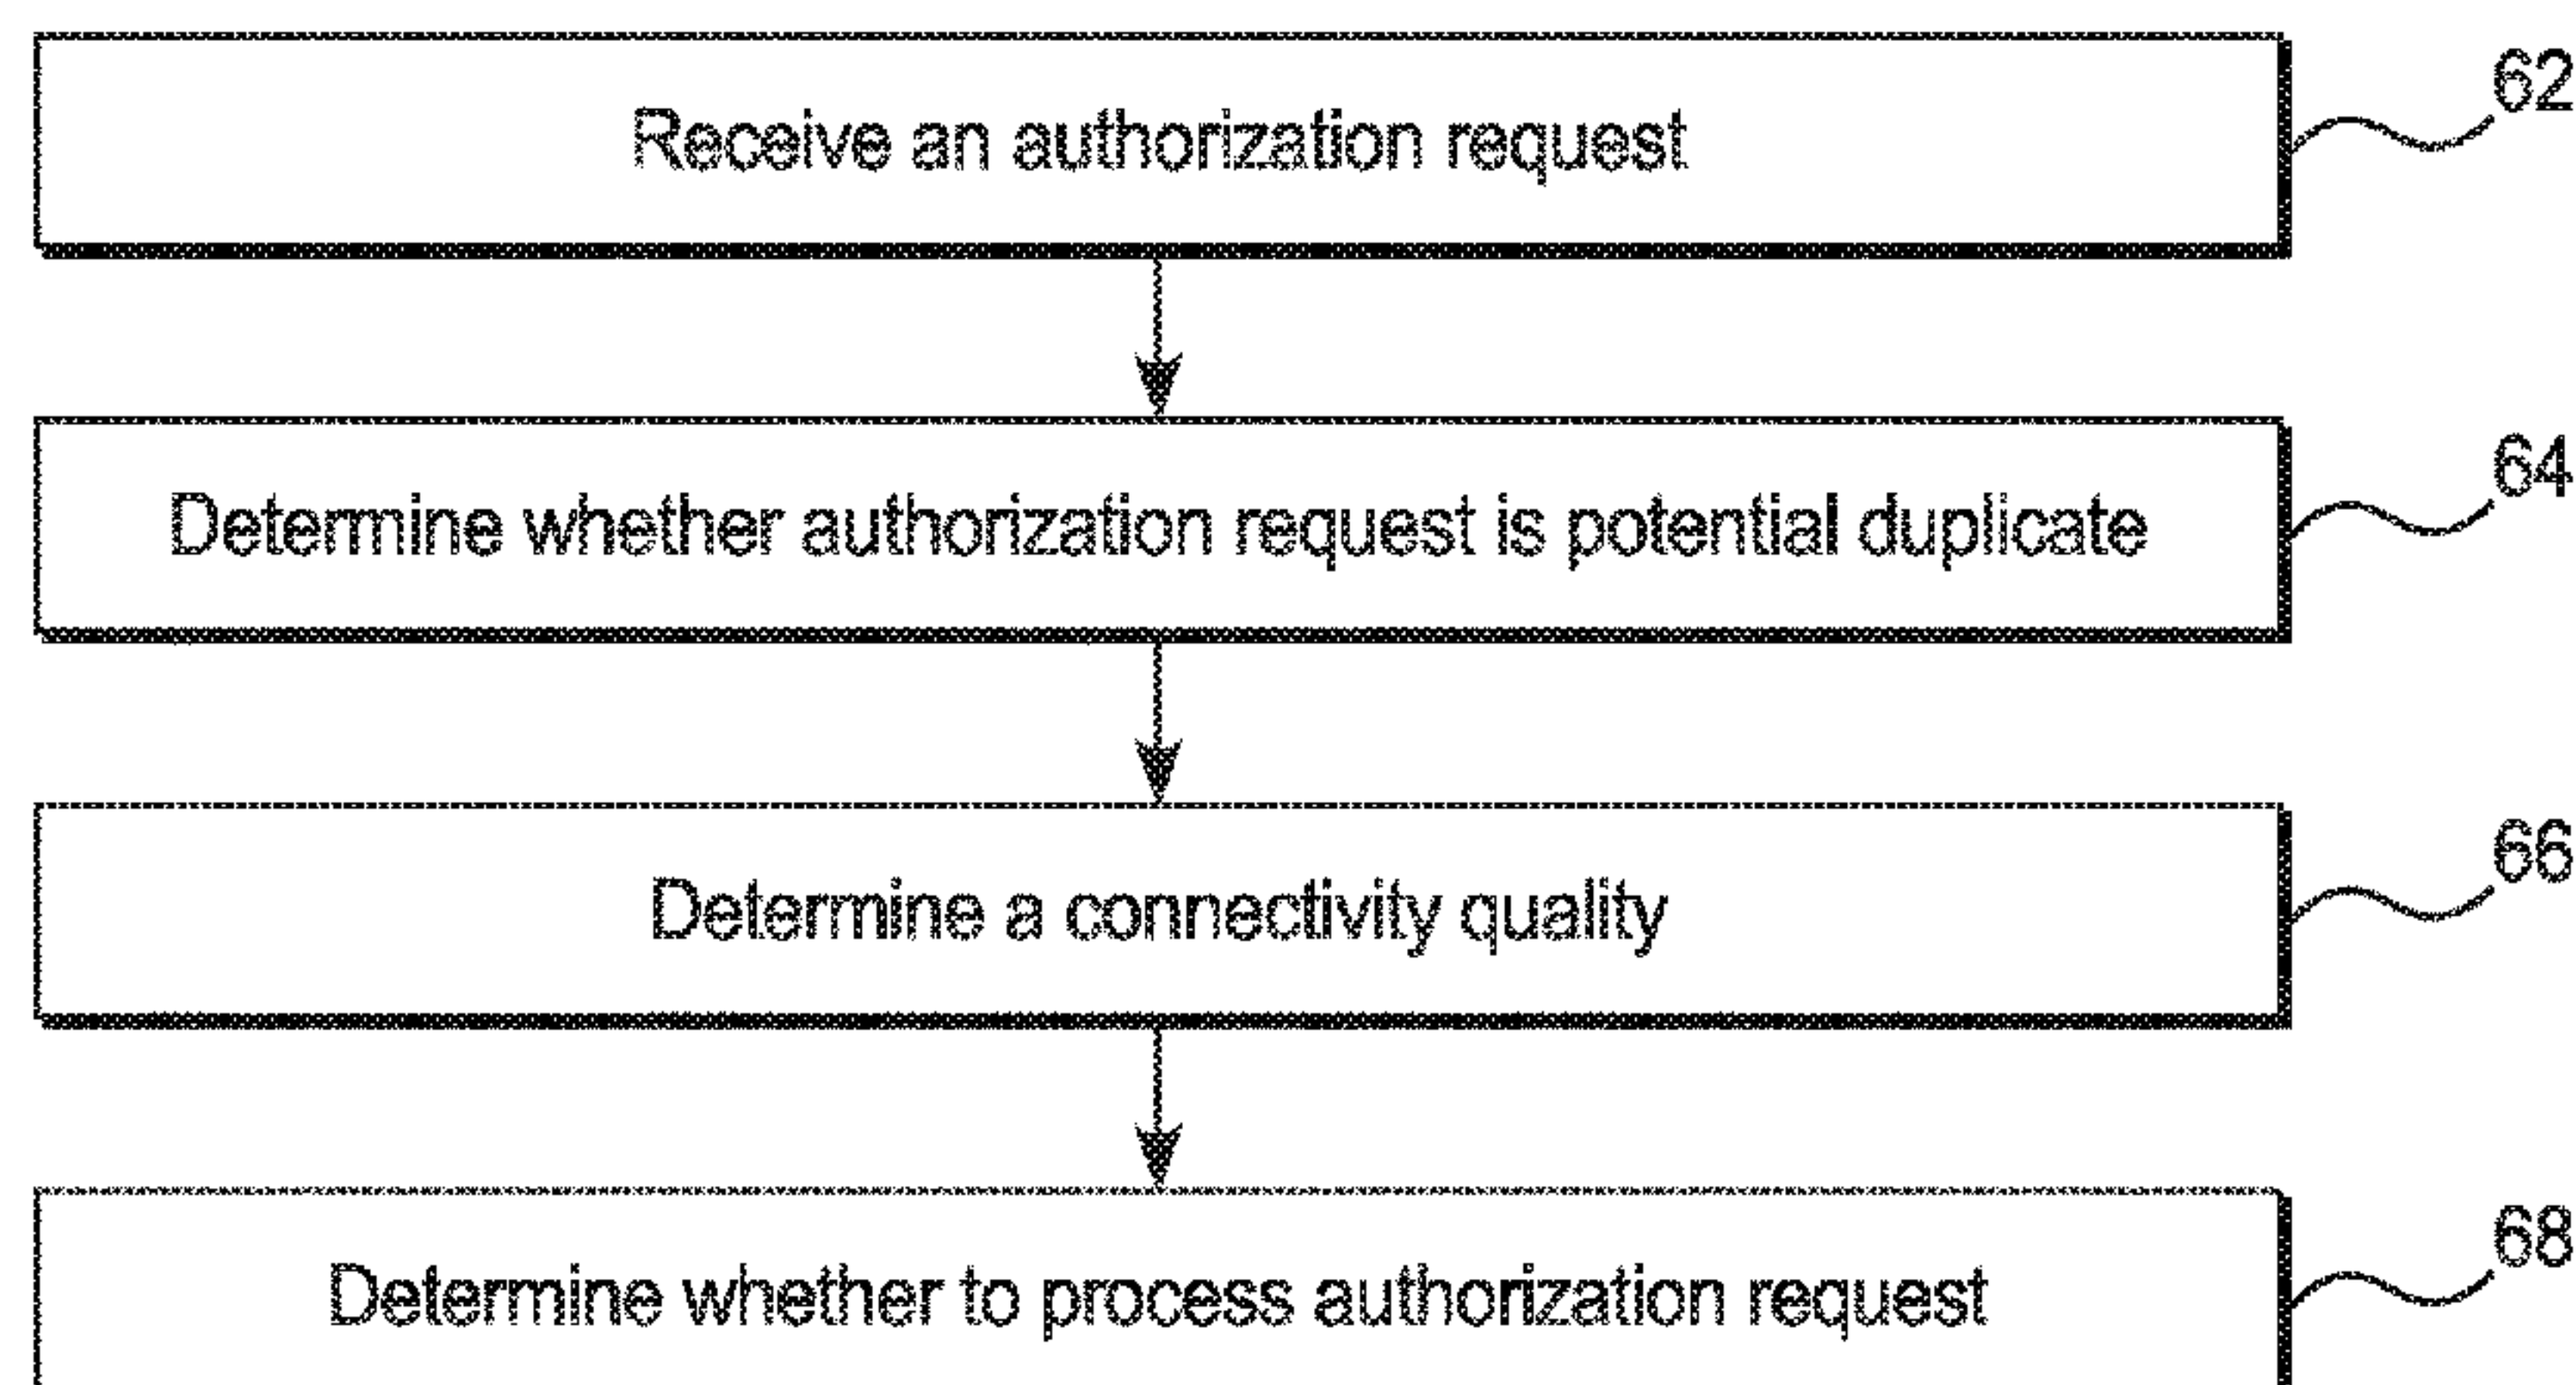 Receive an authorization request
62
Determine whether authorization request is potential duplicate
64
Determine a connectivity quality
66
Determine whether to process authorization request
68